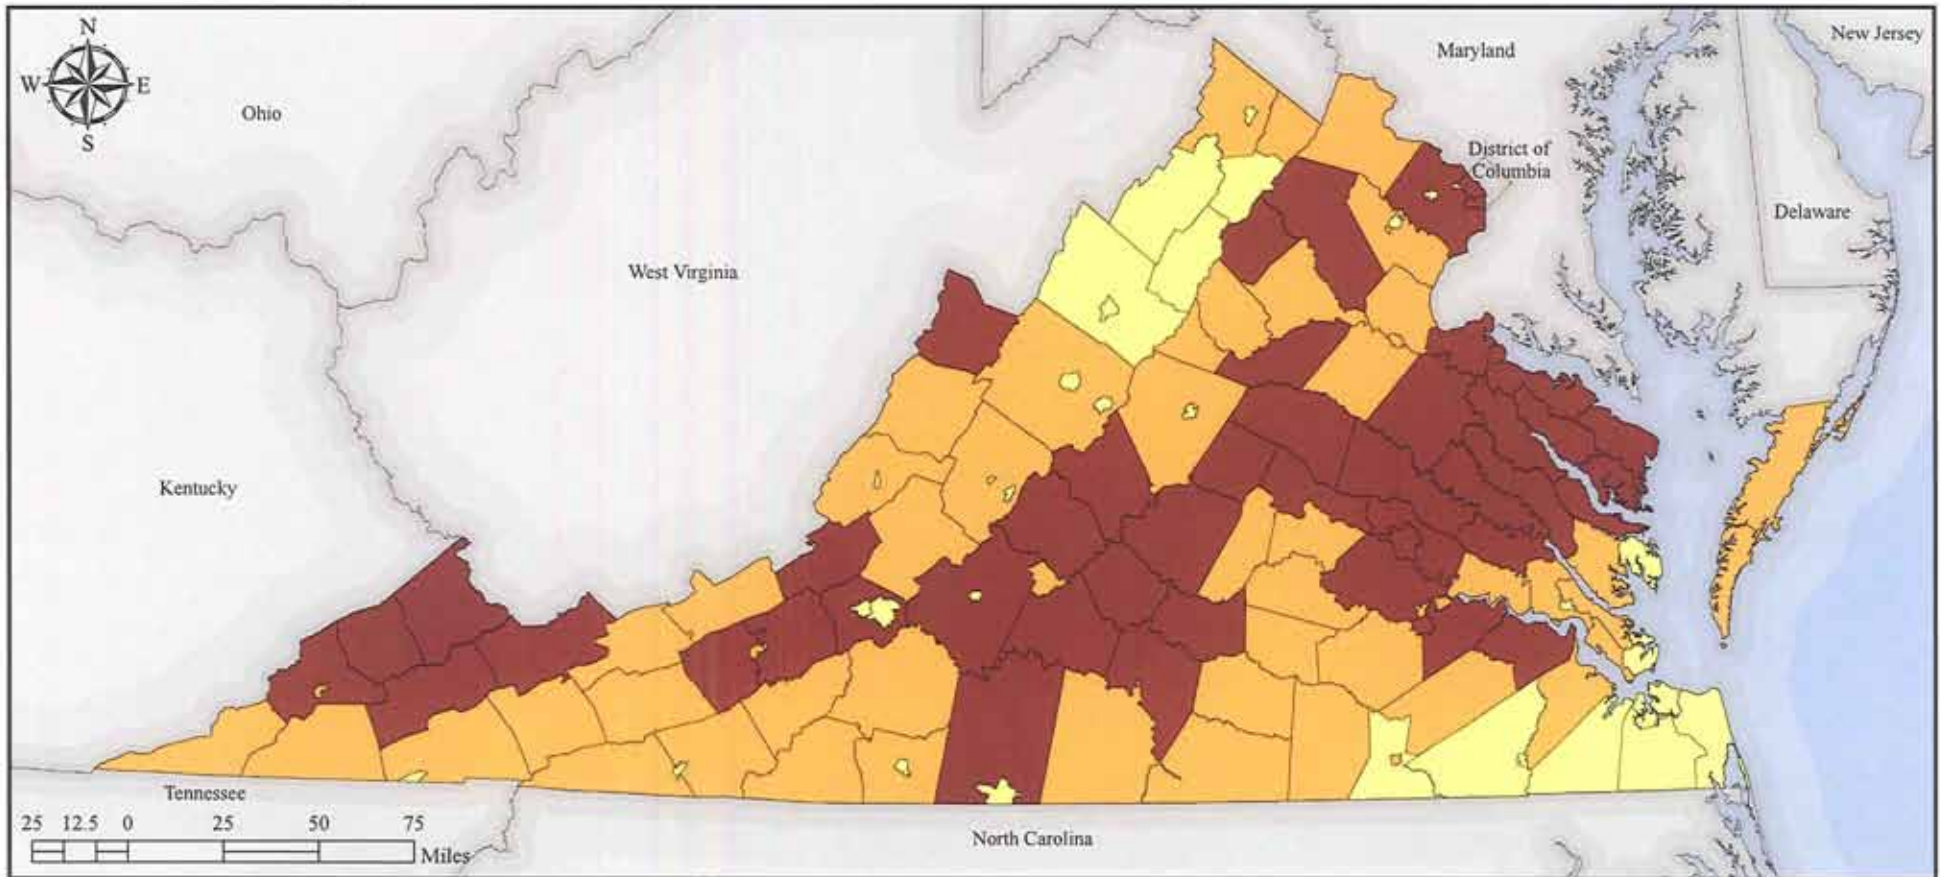 N
W E
S
Ohio
Maryland
New Jersey
District of
Columbia
Delaware
West Virginia
Kentucky
Tennessee
North Carolina
25 12.5 0 25 50 75
Miles